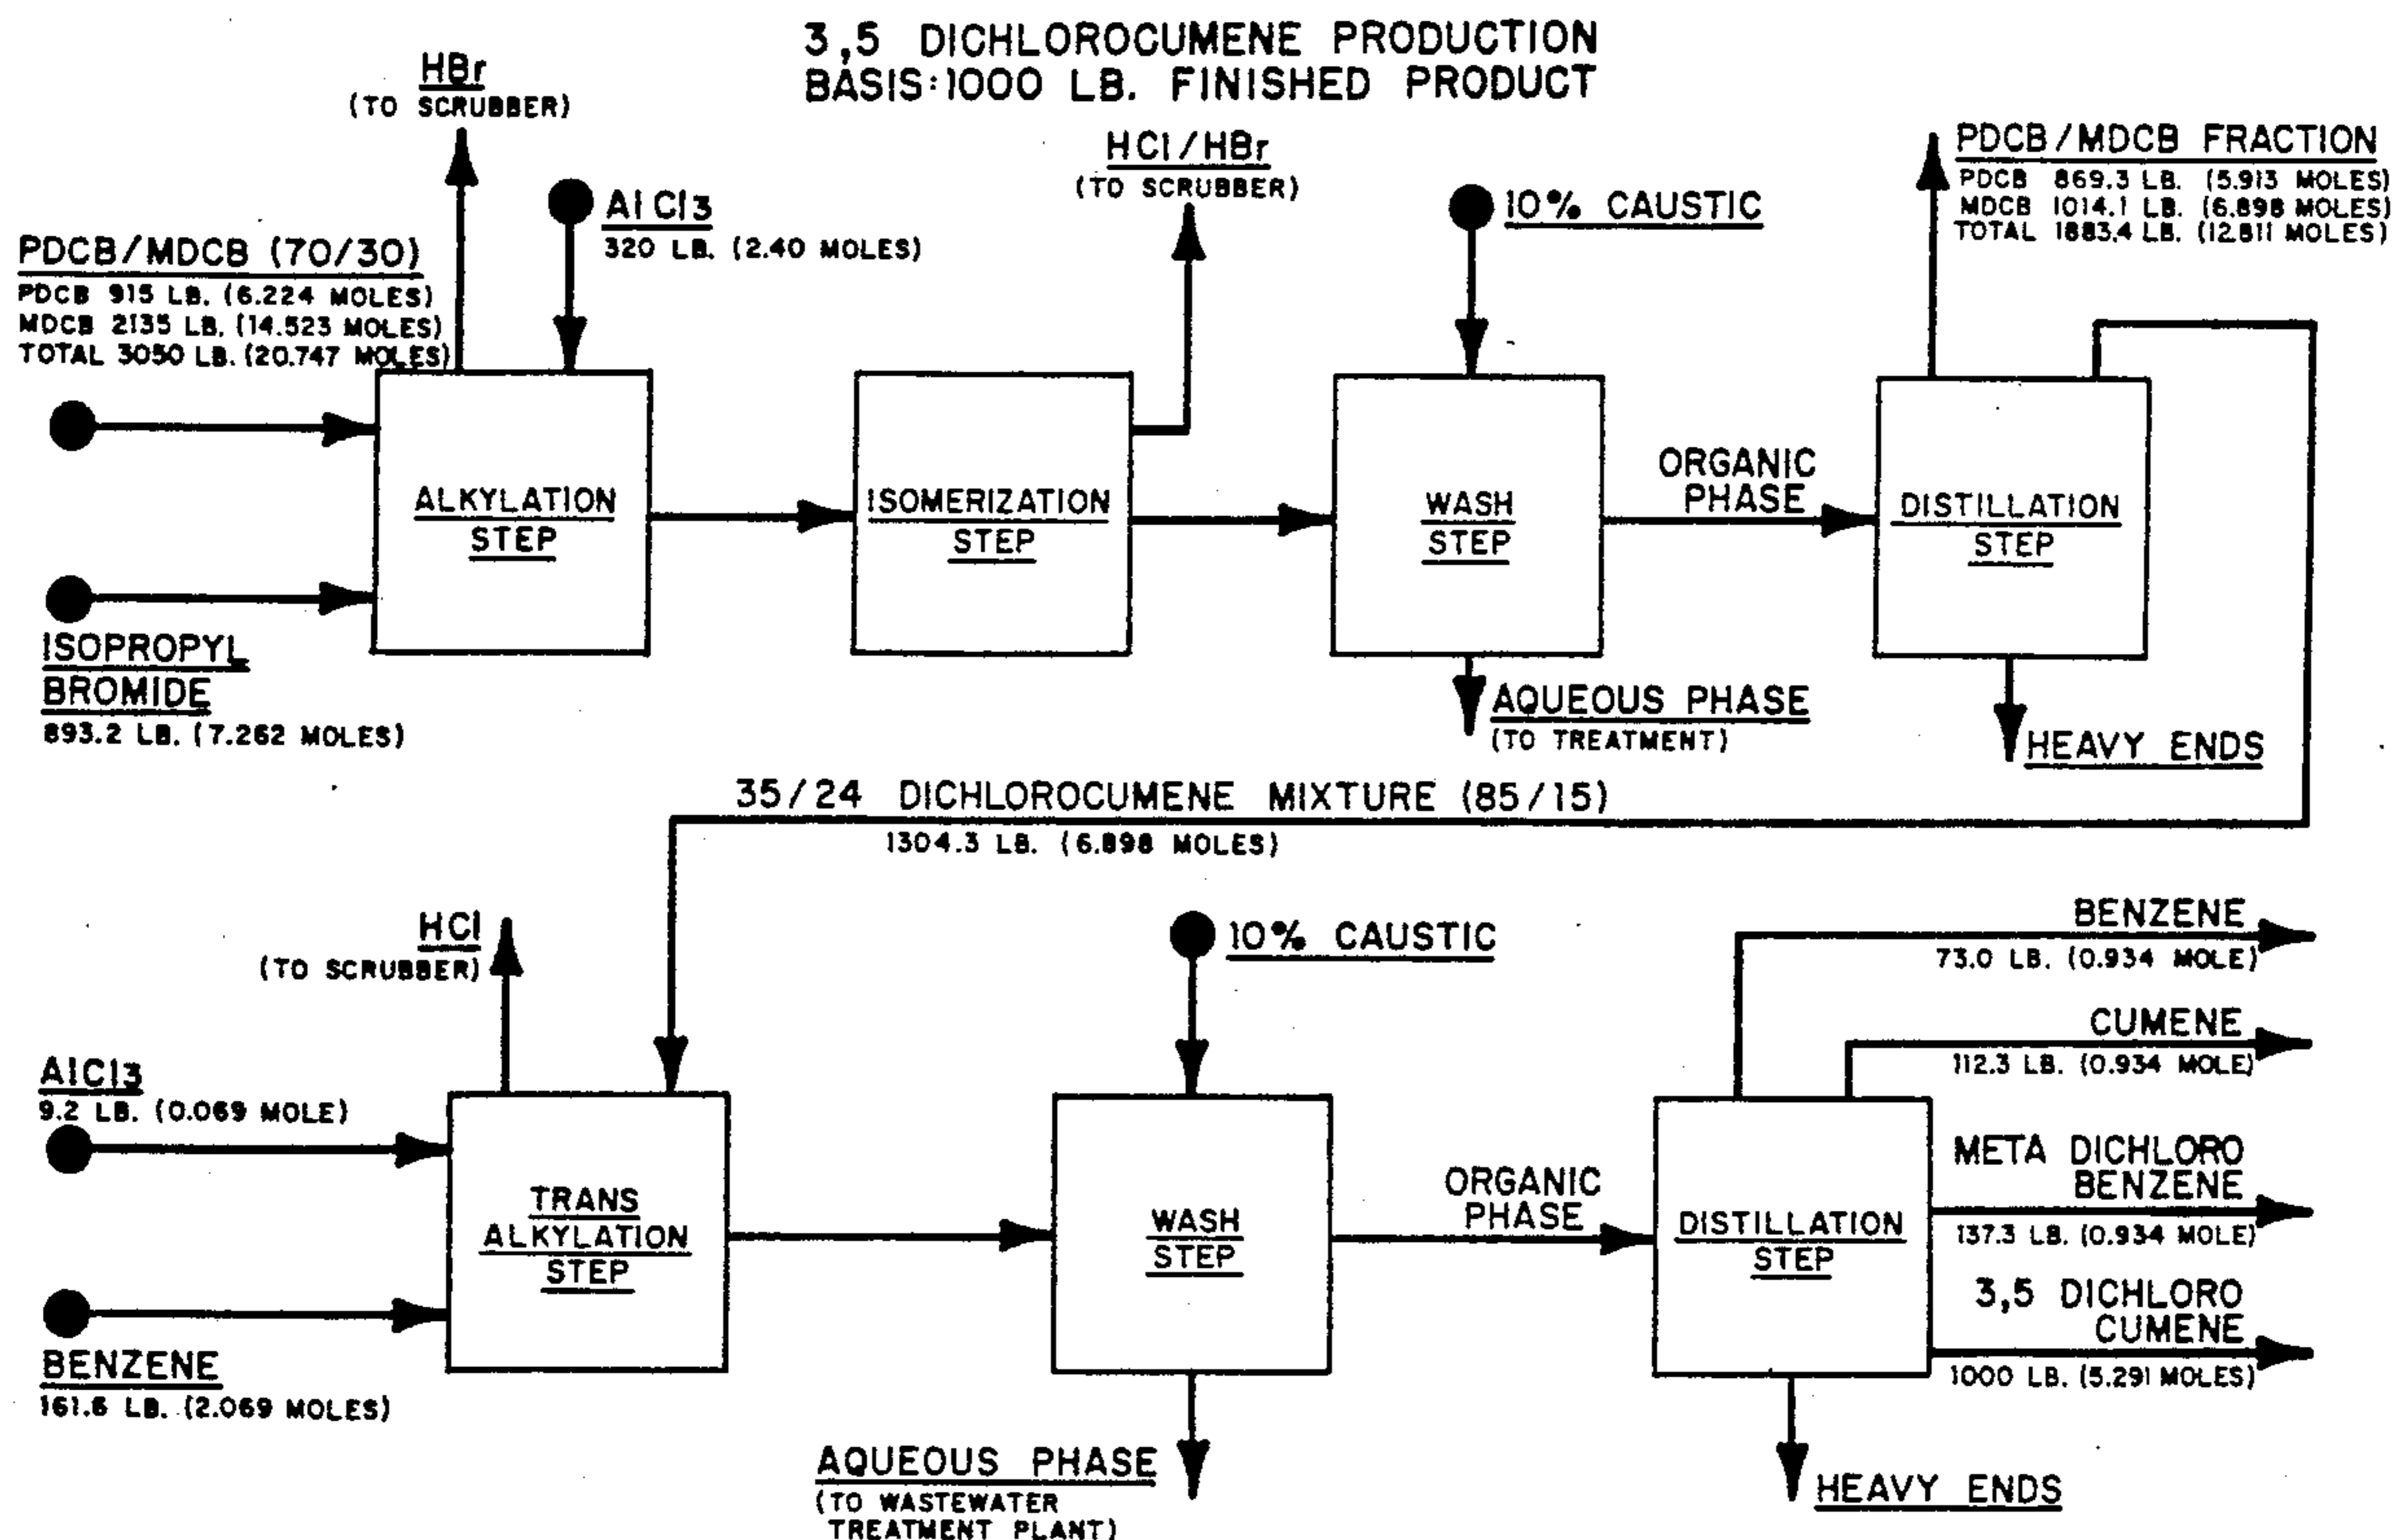 3,5 DICHLOROCUMENE PRODUCTION
BASIS:1000 LB. FINISHED PRODUCT
HBr
(TO SCRUBBER)
HCl/HBr
(TO SCRUBBER)
PDCB/MDCB FRACTION
PDCB 869.3 LB. (5.913 MOLES)
MDCB 1014.1 LB. (6.898 MOLES)
TOTAL 1883.4 LB. (12.811 MOLES)
AlCl3
320 LB. (2.40 MOLES)
10% CAUSTIC
PDCB/MDCB (70/30)
PDCB 915 LB. (6.224 MOLES)
MDCB 2135 LB. (14.523 MOLES)
TOTAL 3050 LB. (20.747 MOLES)
ALKYLATION
STEP
ISOMERIZATION
STEP
WASH
STEP
ORGANIC
PHASE
DISTILLATION
STEP
ISOPROPYL
BROMIDE
893.2 LB. (7.262 MOLES)
AQUEOUS PHASE
(TO TREATMENT)
HEAVY ENDS
35/24 DICHLOROCUMENE MIXTURE (85/15)
1304.3 LB. (6.898 MOLES)
HCl
(TO SCRUBBER)
10% CAUSTIC
BENZENE
73.0 LB. (0.934 MOLE)
CUMENE
112.3 LB. (0.934 MOLE)
AlCl3
9.2 LB. (0.069 MOLE)
TRANS
ALKYLATION
STEP
WASH
STEP
ORGANIC
PHASE
DISTILLATION
STEP
META DICHLORO
BENZENE
137.3 LB. (0.934 MOLE)
3,5 DICHLORO
CUMENE
1000 LB. (5.291 MOLES)
BENZENE
161.6 LB. (2.069 MOLES)
AQUEOUS PHASE
(TO WASTEWATER
TREATMENT PLANT)
HEAVY ENDS